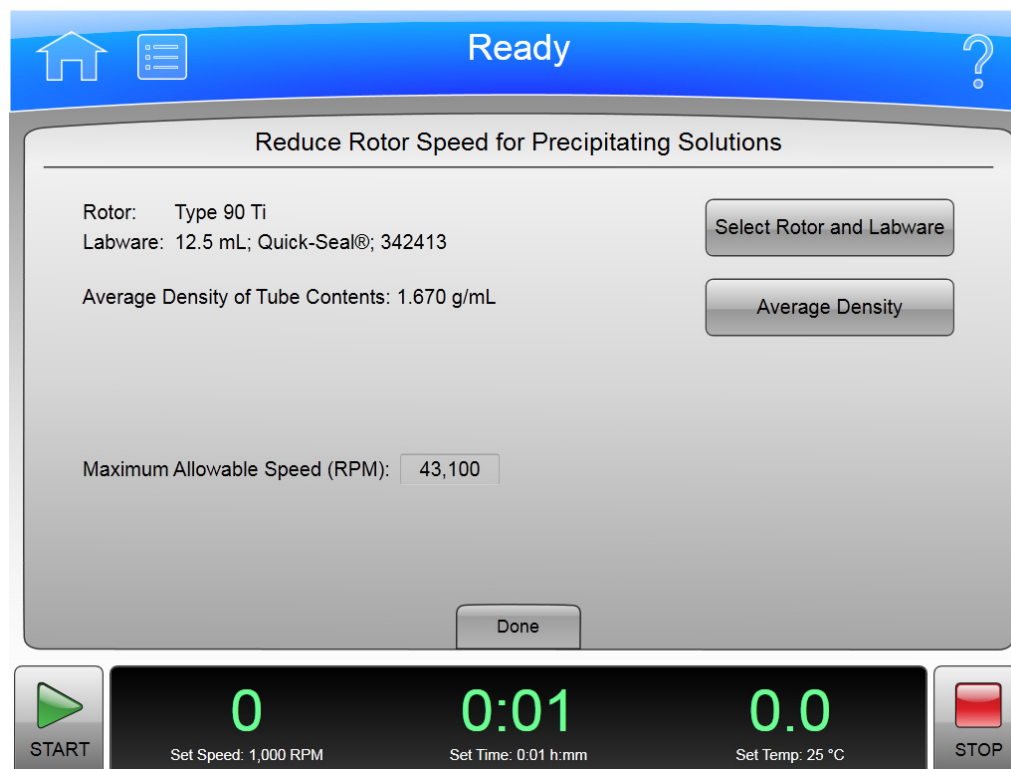 Ready
?
Reduce Rotor Speed for Precipitating Solutions
Rotor: Type 90 Ti
Labware: 12.5 mL; Quick-Seal®; 342413
Select Rotor and Labware
Average Density of Tube Contents: 1.670 g/mL
Average Density
Maximum Allowable Speed (RPM): 43,100
Done
START
0
Set Speed: 1,000 RPM
0:01
Set Time: 0:01 h:mm
0.0
Set Temp: 25 °C
STOP